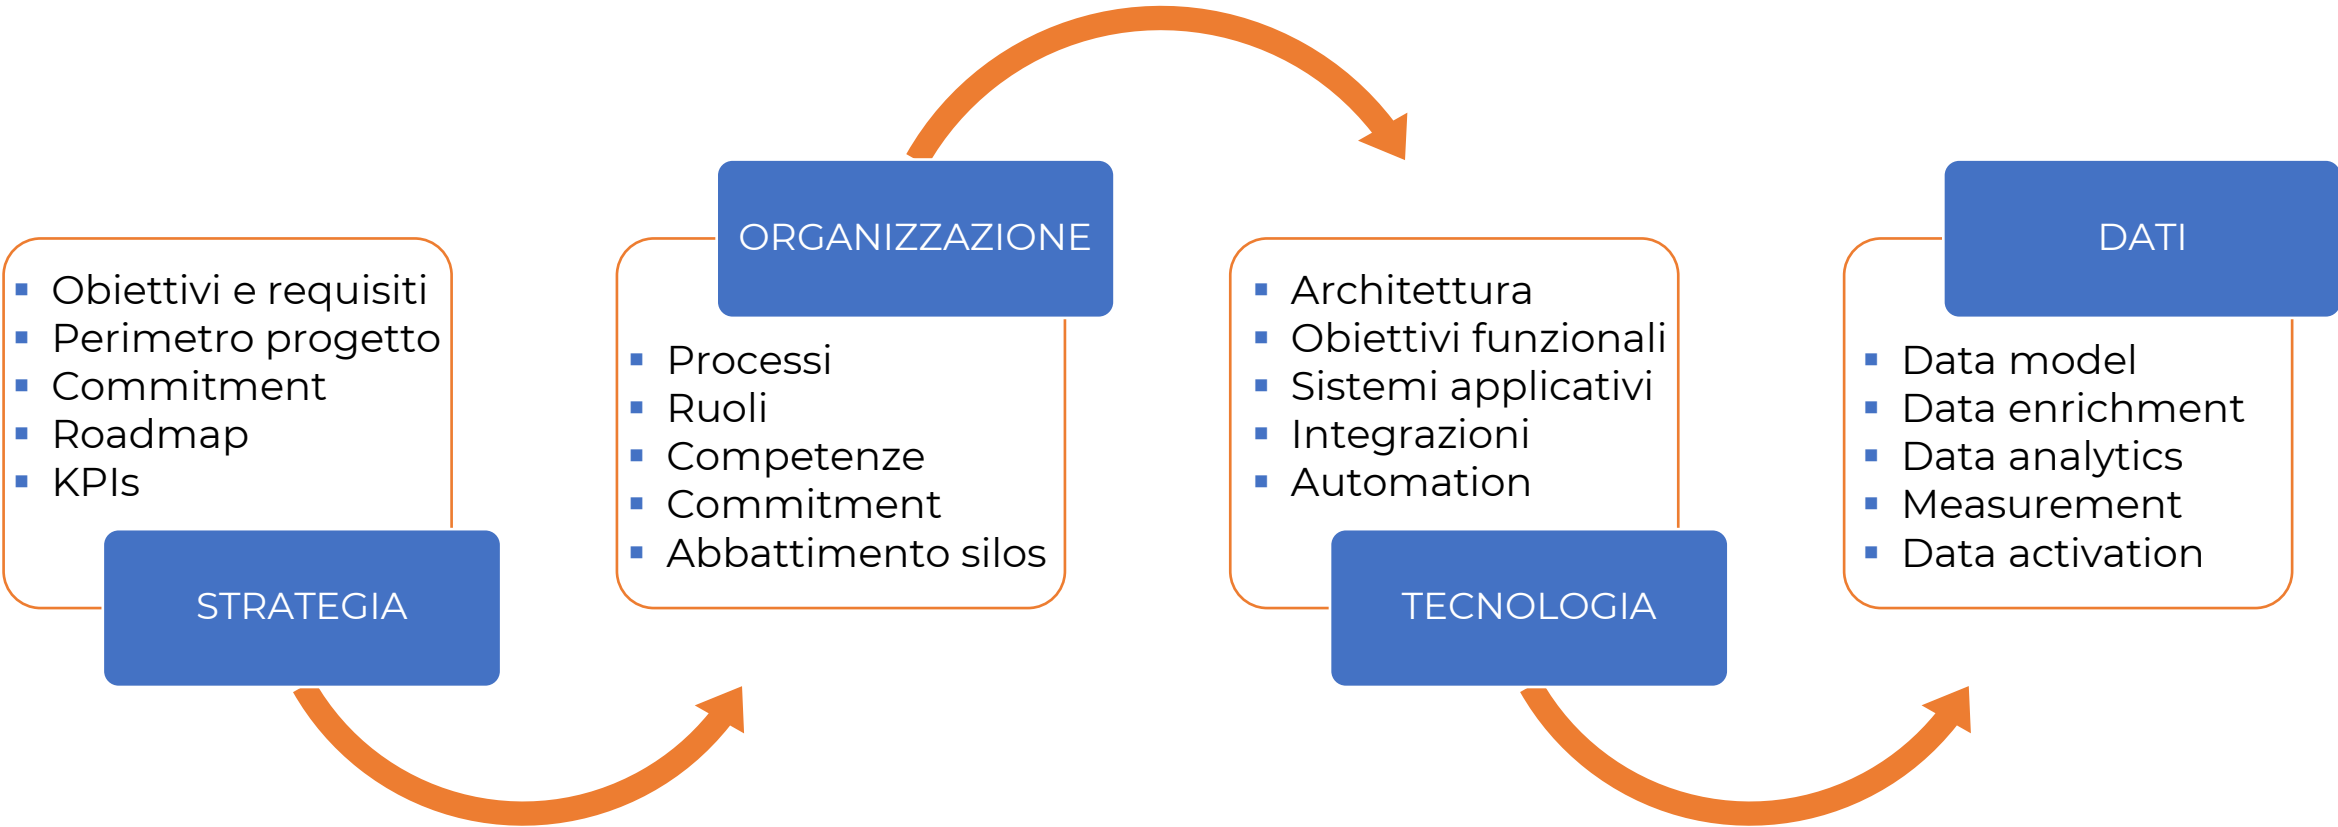 Obiettivi e requisiti
Perimetro progetto
Commitment
Roadmap
KPIs
STRATEGIA
ORGANIZZAZIONE
Processi
Ruoli
Competenze
Commitment
Abbattimento silos
Architettura
Obiettivi funzionali
Sistemi applicativi
Integrazioni
Automation
TECNOLOGIA
DATI
Data model
Data enrichment
Data analytics
Measurement
Data activation